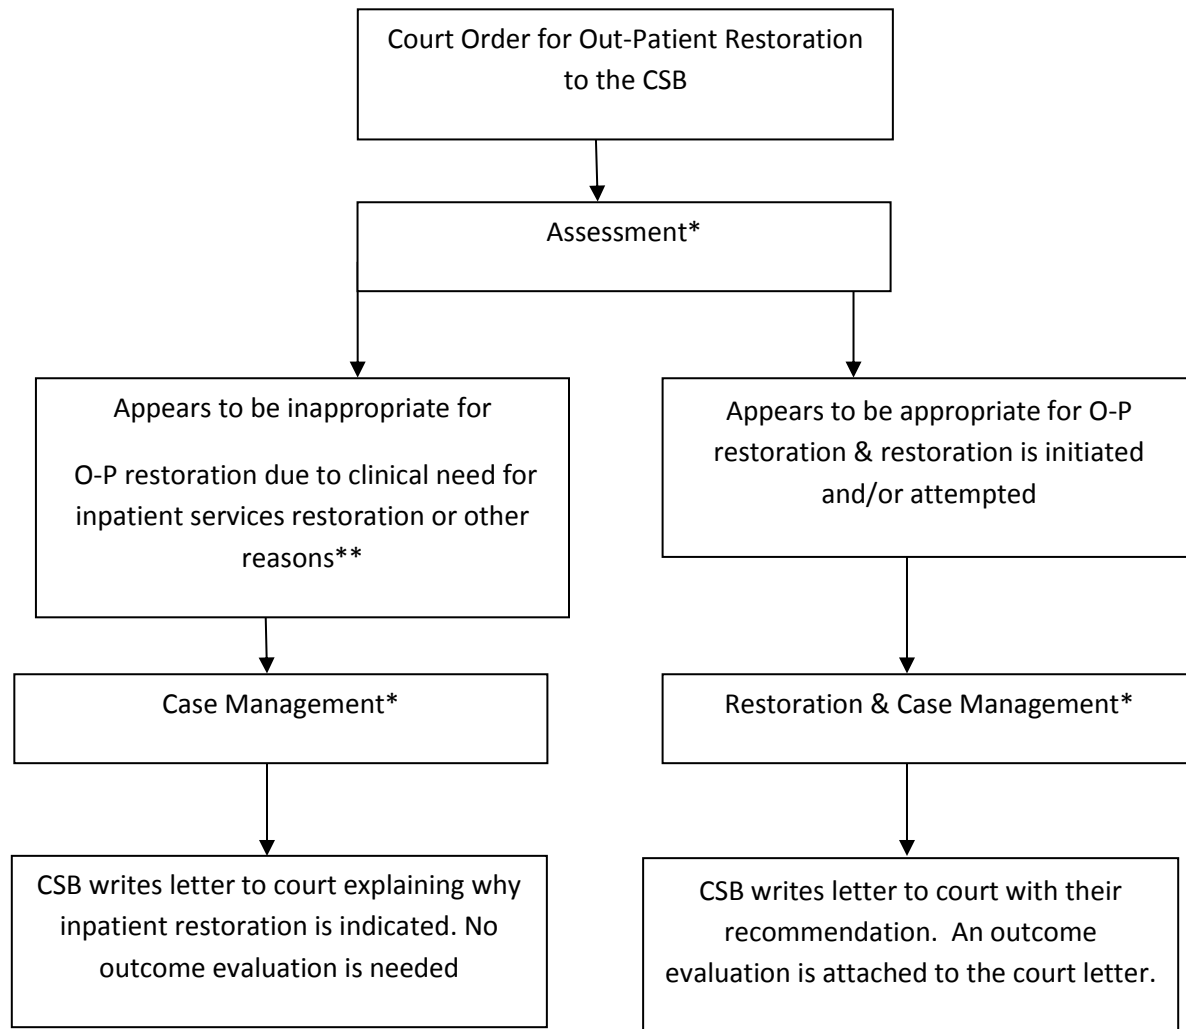 Court Order for Out-Patient Restoration
to the CSB
Assessment*
Appears to be inappropriate for
O-P restoration due to clinical need for
inpatient services restoration or other
reasons**
Appears to be appropriate for O-P
restoration & restoration is initiated
and/or attempted
Case Management*
Restoration & Case Management*
CSB writes letter to court explaining why
inpatient restoration is indicated. No
outcome evaluation is needed
CSB writes letter to court with their
recommendation.  An outcome
evaluation is attached to the court letter.